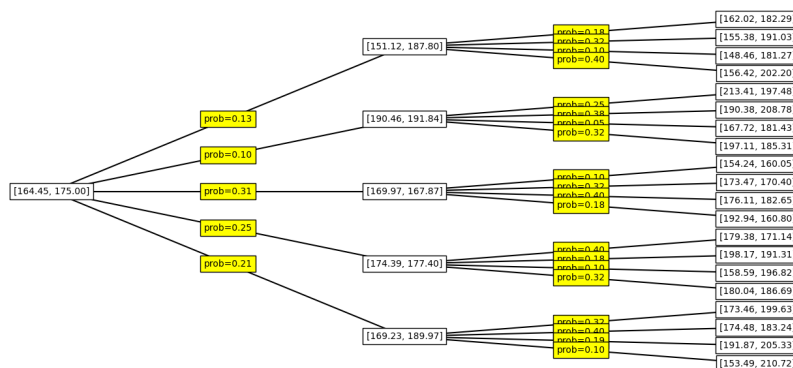 [164.45, 175.00]
prob=0.13
prob=0.10
prob=0.31
prob=0.25
prob=0.21
[151.12, 187.80]
[190.46, 191.84]
[169.97, 167.87]
[174.39, 177.40]
[169.23, 189.97]
prob=0.18
prob=0.32
prob=0.10
prob=0.40
prob=0.25
prob=0.38
prob=0.05
prob=0.32
prob=0.10
prob=0.32
prob=0.40
prob=0.18
prob=0.40
prob=0.18
prob=0.10
prob=0.32
prob=0.32
prob=0.40
prob=0.19
prob=0.10
[162.02, 182.29]
[155.38, 191.03]
[148.46, 181.27]
[156.42, 202.20]
[213.41, 197.48]
[190.38, 208.78]
[167.72, 181.43]
[197.11, 185.31]
[154.24, 160.05]
[173.47, 170.40]
[176.11, 182.65]
[192.94, 160.80]
[179.38, 171.14]
[198.17, 191.31]
[158.59, 196.82]
[180.04, 186.69]
[173.46, 199.63]
[174.48, 183.24]
[191.87, 205.33]
[153.49, 210.72]